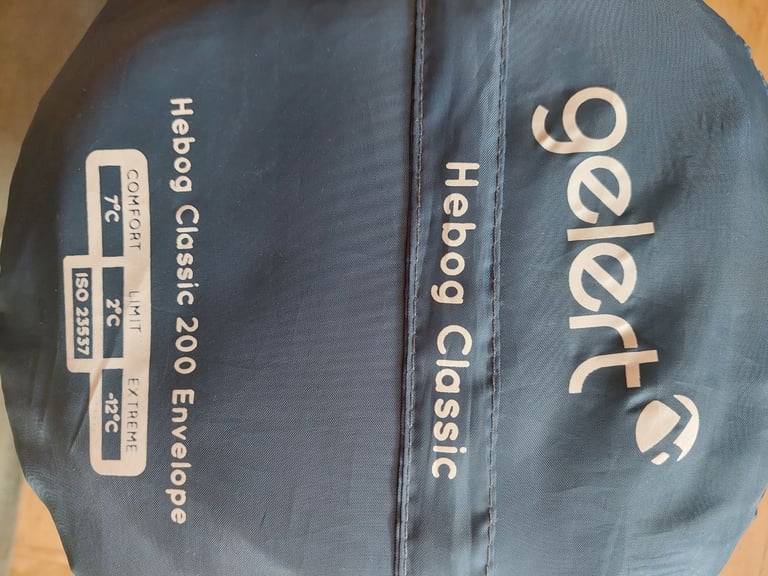 gelert
Hebog Classic
Hebog Classic 200 Envelope
COMFORT LIMIT EXTREME
7°C 2°C -12°C
ISO 23537